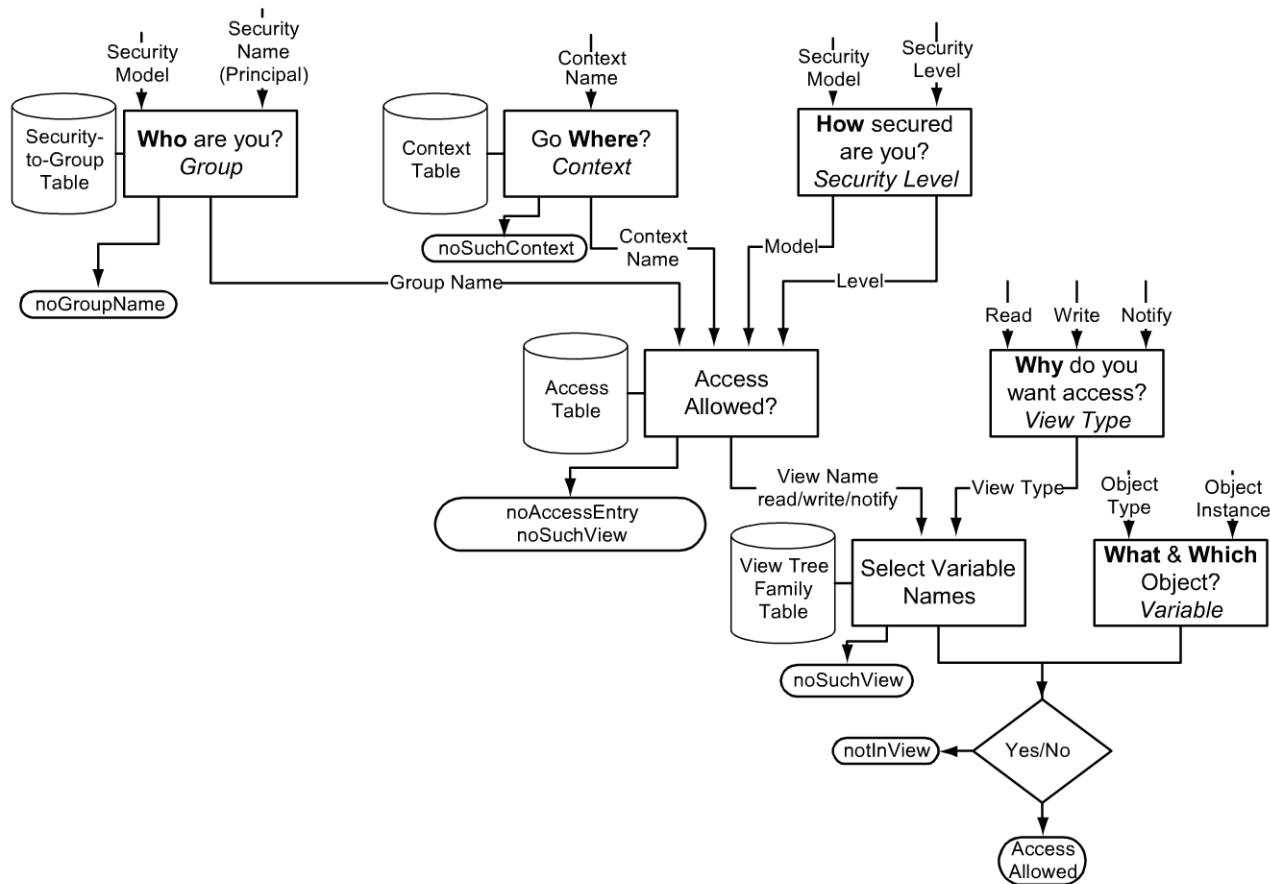 Security
Model
Security
Name
(Principal)
Context
Name
Security
Model
Security
Level
Security-
to-Group
Table
Who are you?
Group
Context
Table
Go Where?
Context
How secured
are you?
Security Level
noSuchContext
Context
Name
Model
noGroupName
Group Name
Level
Read
Write
Notify
Access
Table
Access
Allowed?
Why do you
want access?
View Type
View Name
read/write/notify
View Type
Object
Type
Object
Instance
noAccessEntry
noSuchView
View Tree
Family
Table
Select Variable
Names
What & Which
Object?
Variable
noSuchView
notInView
Yes/No
Access
Allowed